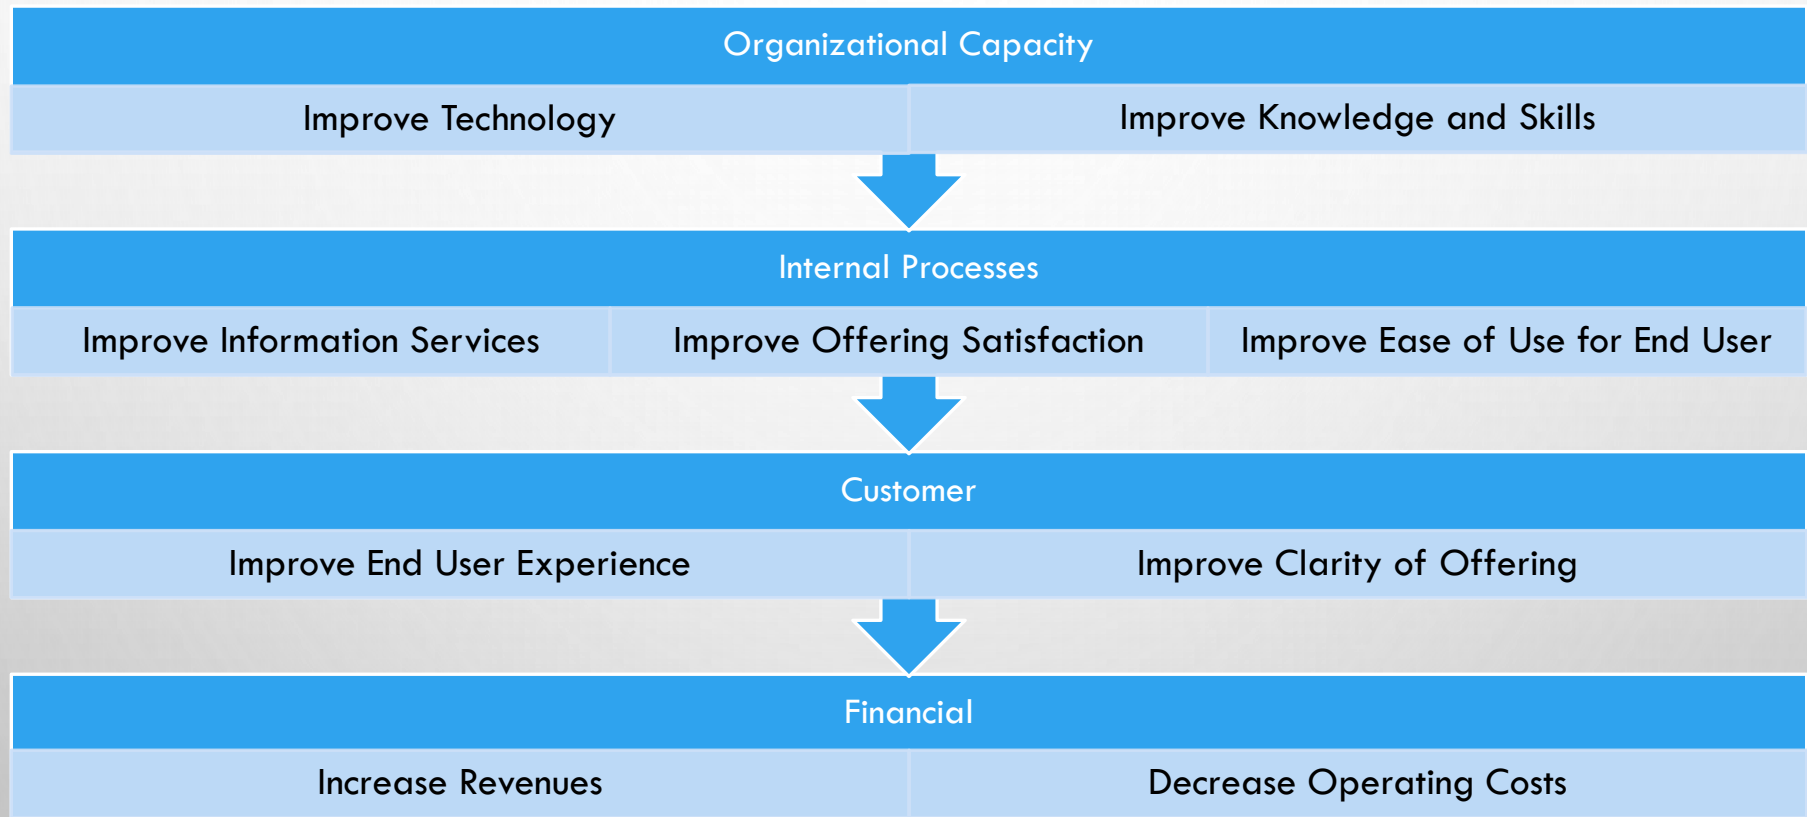 Organizational Capacity
Improve Technology
Improve Knowledge and Skills
Internal Processes
Improve Information Services
Improve Offering Satisfaction
Improve Ease of Use for End User
Customer
Improve End User Experience
Improve Clarity of Offering
Financial
Increase Revenues
Decrease Operating Costs